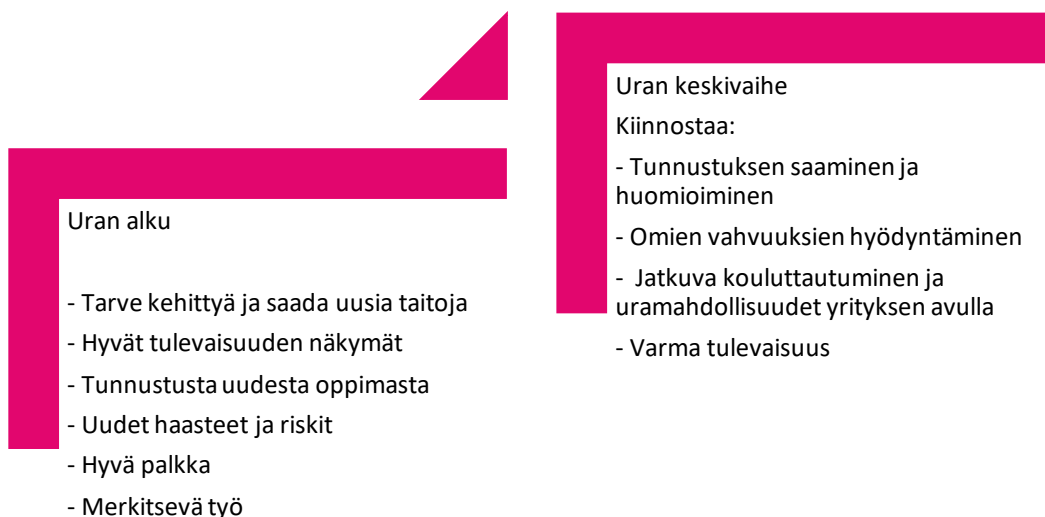 Uran alku
- Tarve kehittyä ja saada uusia taitoja
- Hyvät tulevaisuuden näkymät
- Tunnustusta uudesta oppimasta
- Uudet haasteet ja riskit
- Hyvä palkka
- Merkitsevä työ
Uran keskivaihe
Kiinnostaa:
- Tunnustuksen saaminen ja
huomioiminen
- Omien vahvuuksien hyödyntäminen
- Jatkuva kouluttautuminen ja
uramahdollisuudet yrityksen avulla
- Varma tulevaisuus